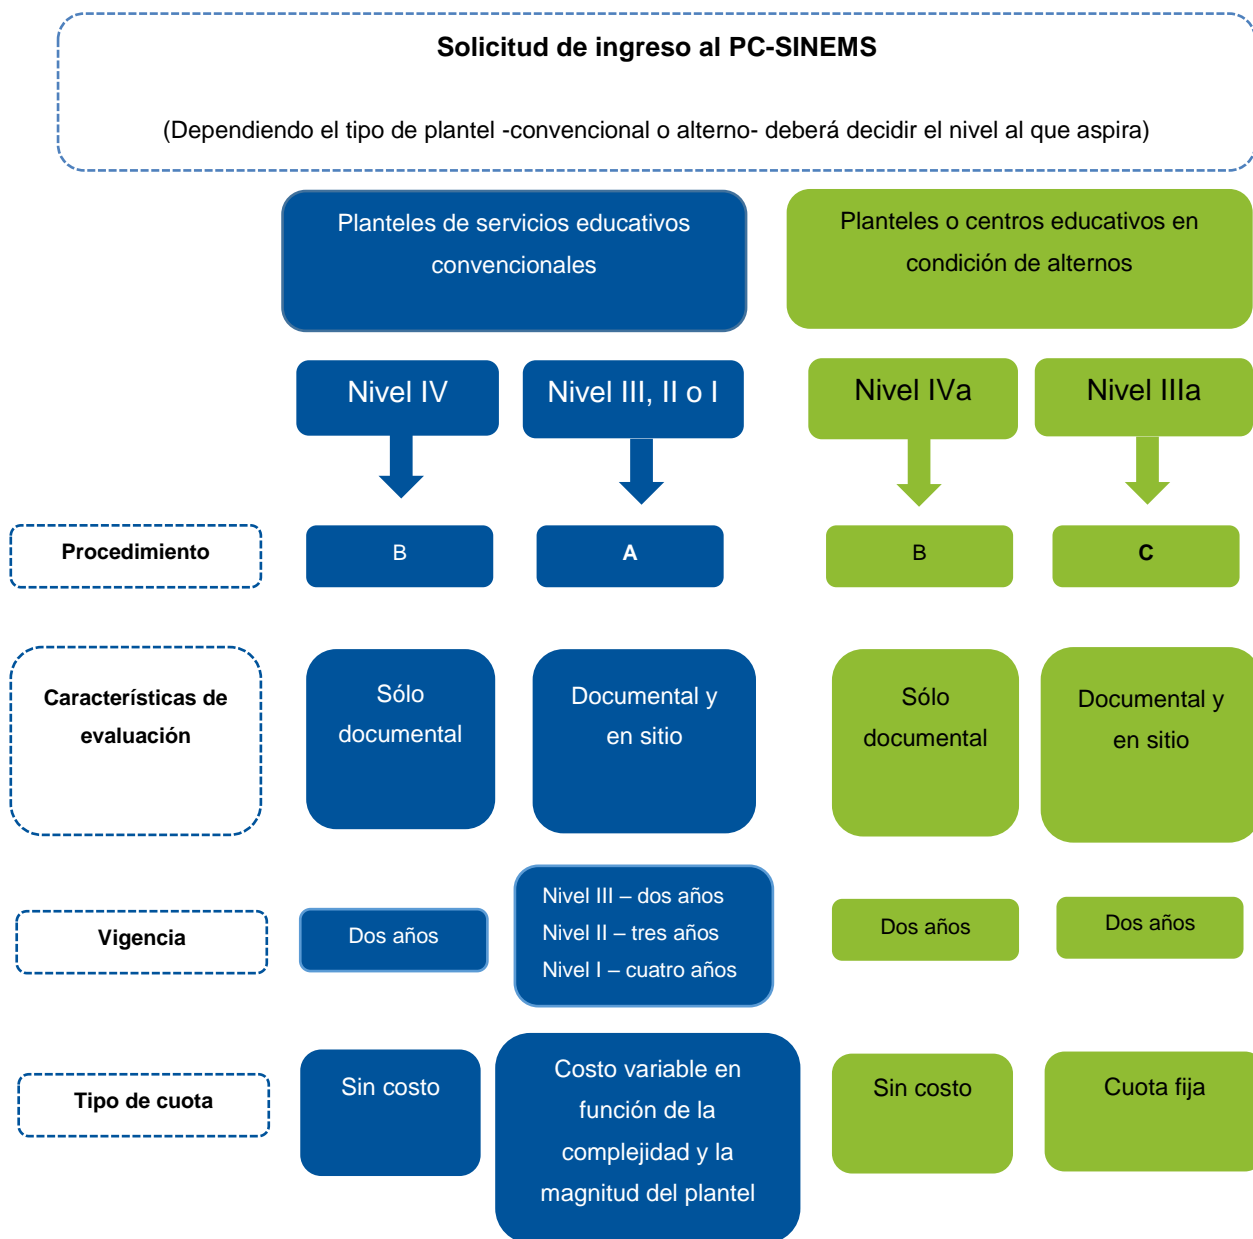 Solicitud de ingreso al PC-SINEMS
(Dependiendo el tipo de plantel -convencional o alterno- deberá decidir el nivel al que aspira)
Planteles de servicios educativos
convencionales
Planteles o centros educativos en
condición de alternos
Nivel IV
Nivel III, II o I
Nivel IVa
Nivel IIIa
Procedimiento
B
A
B
C
Características de
evaluación
Sólo
documental
Documental y
en sitio
Sólo
documental
Documental y
en sitio
Vigencia
Dos años
Nivel III – dos años
Nivel II – tres años
Nivel I – cuatro años
Dos años
Dos años
Tipo de cuota
Sin costo
Costo variable en
función de la
complejidad y la
magnitud del plantel
Sin costo
Cuota fija